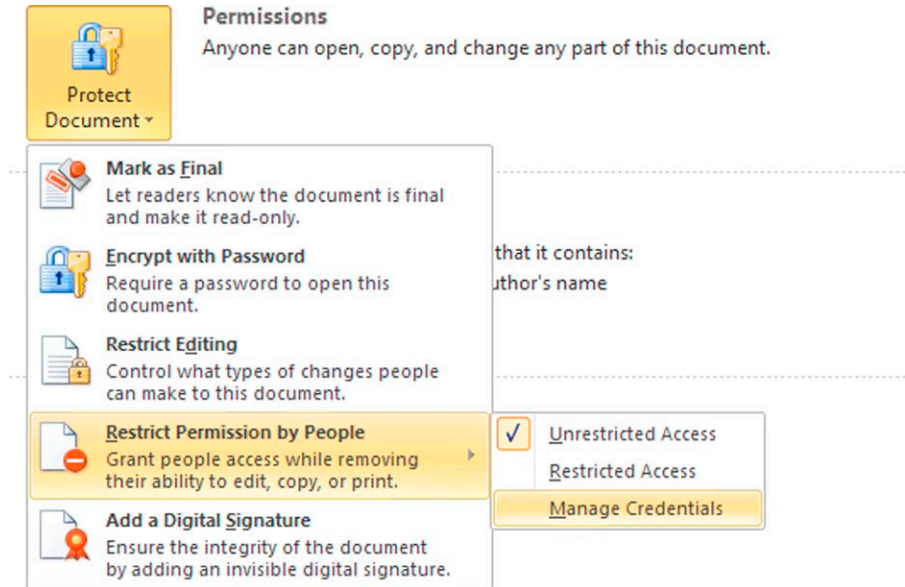 Permissions
Anyone can open, copy, and change any part of this document.
Protect
Document
Mark as Final
Let readers know the document is final
and make it read-only.
Encrypt with Password
Require a password to open this
document.
that it contains:
uthor's name
Restrict Editing
Control what types of changes people
can make to this document.
Restrict Permission by People
Grant people access while removing
their ability to edit, copy, or print.
Unrestricted Access
Restricted Access
Manage Credentials
Add a Digital Signature
Ensure the integrity of the document
by adding an invisible digital signature.